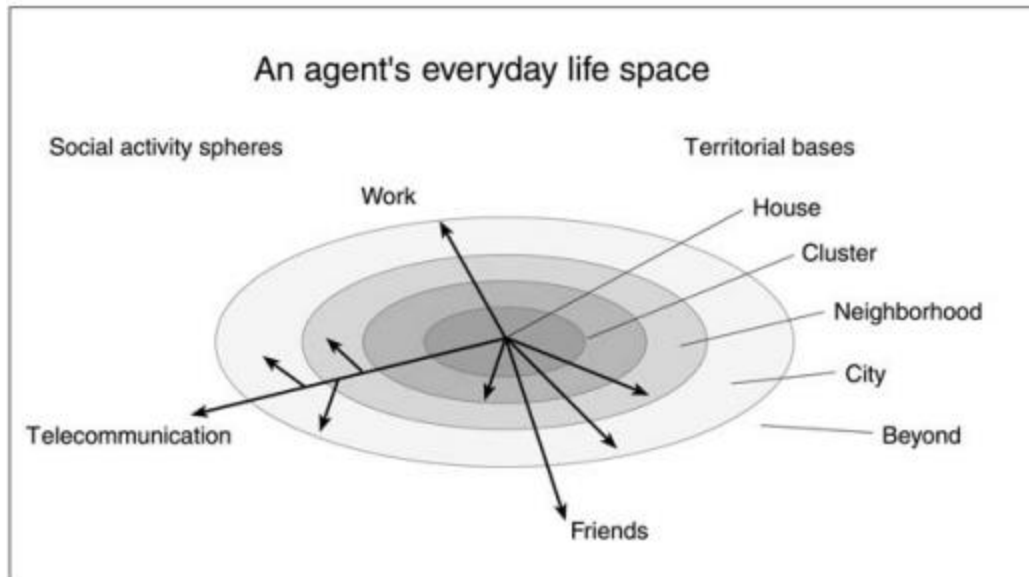 An agent's everyday life space
Social activity spheres
Territorial bases
Work
House
Cluster
Neighborhood
City
Telecommunication
Beyond
Friends